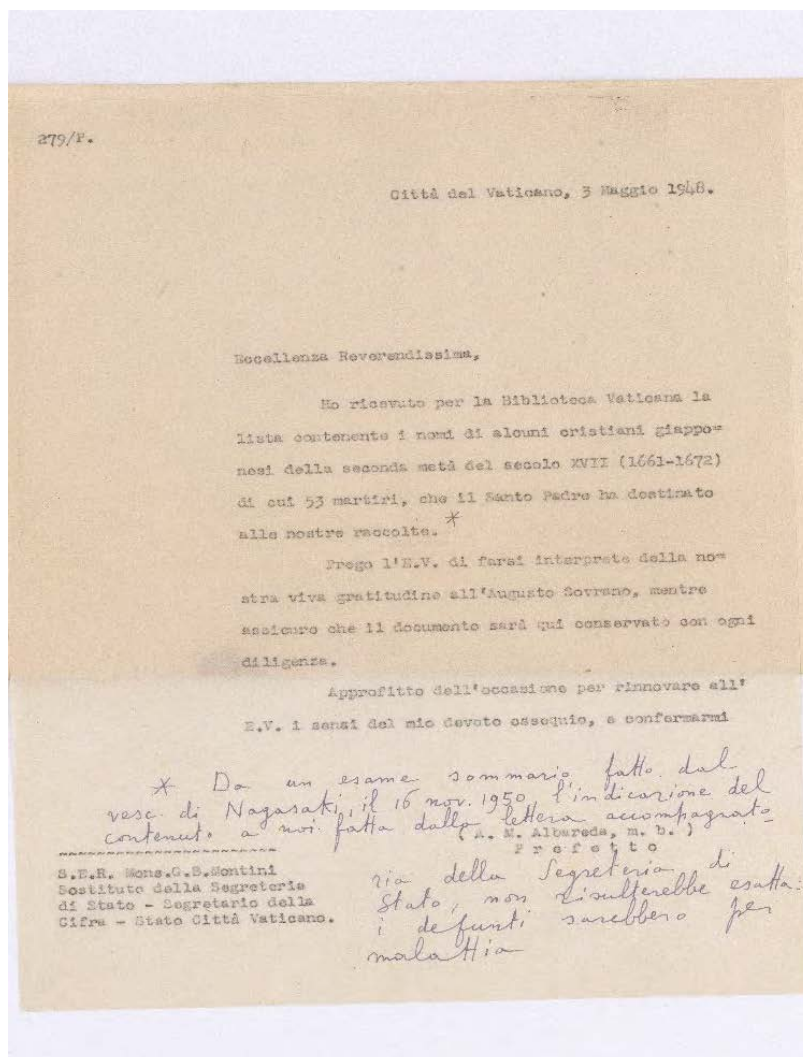 279/P.
Città del Vaticano, 3 Maggio 1948.
Eccellenza Reverendissima,
Ho ricevuto per la Biblioteca Vaticana la
lista contenente i nomi di alcuni cristiani giappo=
nesi della seconda metà del secolo XVII (1661-1672)
di cui 53 martiri, che il Santo Padre ha destinato
alle nostre raccolte. *
Prego l'E.V. di farsi interprete della no=
stra viva gratitudine all'Augusto Sovrano, mentre
assicuro che il documento sarà qui conservato con ogni
diligenza.
Approfitto dell'occasione per rinnovare all'
E.V. i sensi del mio devoto ossequio, e confermarmi
* Da un esame sommario fatto dal
vesc. di Nagasaki, il 16 nov. 1950, l'indicazione del
contenuto a noi fatta dalla lettera accompagnato-
(A. M. Albareda, m. b. )
Prefetto
ria della Segreteria di
Stato, non risulterebbe esatta:
i defunti sarebbero per
malattia
S.E.R. Mons.G.B.Montini
Sostituto della Segreteria
di Stato - Segretario della
Cifra - Stato Città Vaticano.